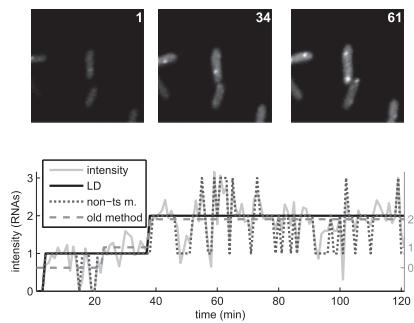 1
34
61
intensity
LD
non-ts m.
old method
3
2
1
0
2
1
0
20
40
60
80
100
120
intensity (RNAs)
time (min)